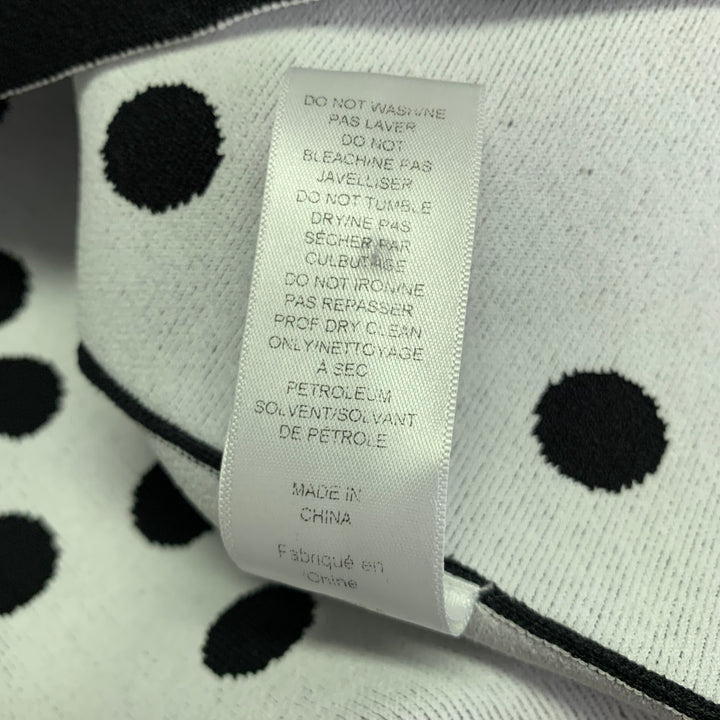 DO NOT WASH/NE
PAS LAVER
DO NOT
BLEACH/NE PAS
JAVELLISER
DO NOT TUMBLE
DRY/NE PAS
SÉCHER PAR
CULBUTAGE
DO NOT IRON/NE
PAS REPASSER
PROF DRY CLEAN
ONLY/NETTOYAGE
À SEC
PETROLEUM
SOLVENT/SOLVANT
DE PÉTROLE
MADE IN
CHINA
Fabriqué en
Chine